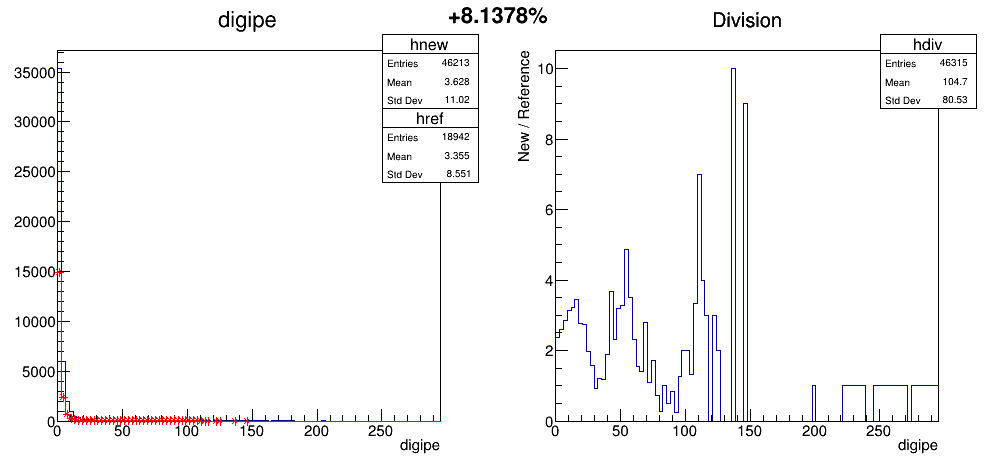 +8.1378%
digipe
hnew
Entries 46213
Mean 3.628
Std Dev 11.02
href
Entries 18942
Mean 3.355
Std Dev 8.551
35000
30000
25000
20000
15000
10000
5000
0
0 50 100 150 200 250
digipe
Division
hdiv
Entries 46315
Mean 104.7
Std Dev 80.53
New / Reference
10
8
6
4
2
0
0 50 100 150 200 250
digipe